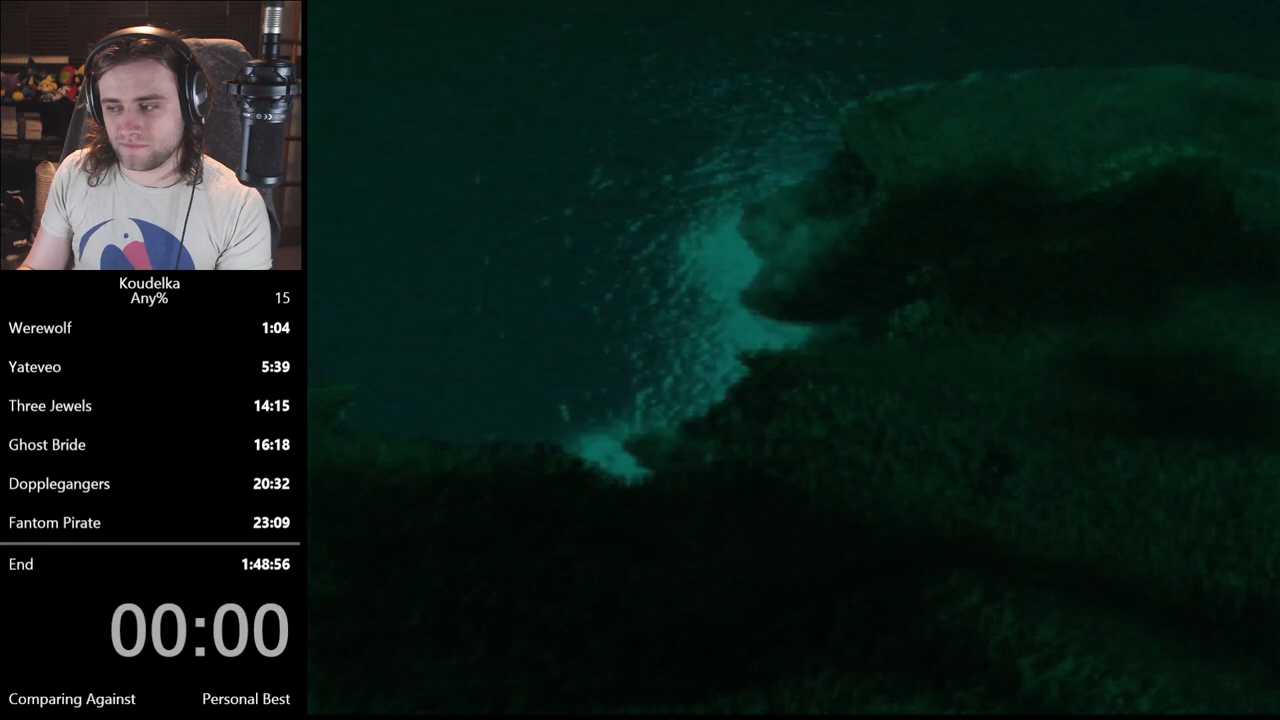 Koudelka
Any% 15
Werewolf 1:04
Yateveo 5:39
Three Jewels 14:15
Ghost Bride 16:18
Dopplegangers 20:32
Fantom Pirate 23:09
End 1:48:56
00:00
Comparing Against Personal Best